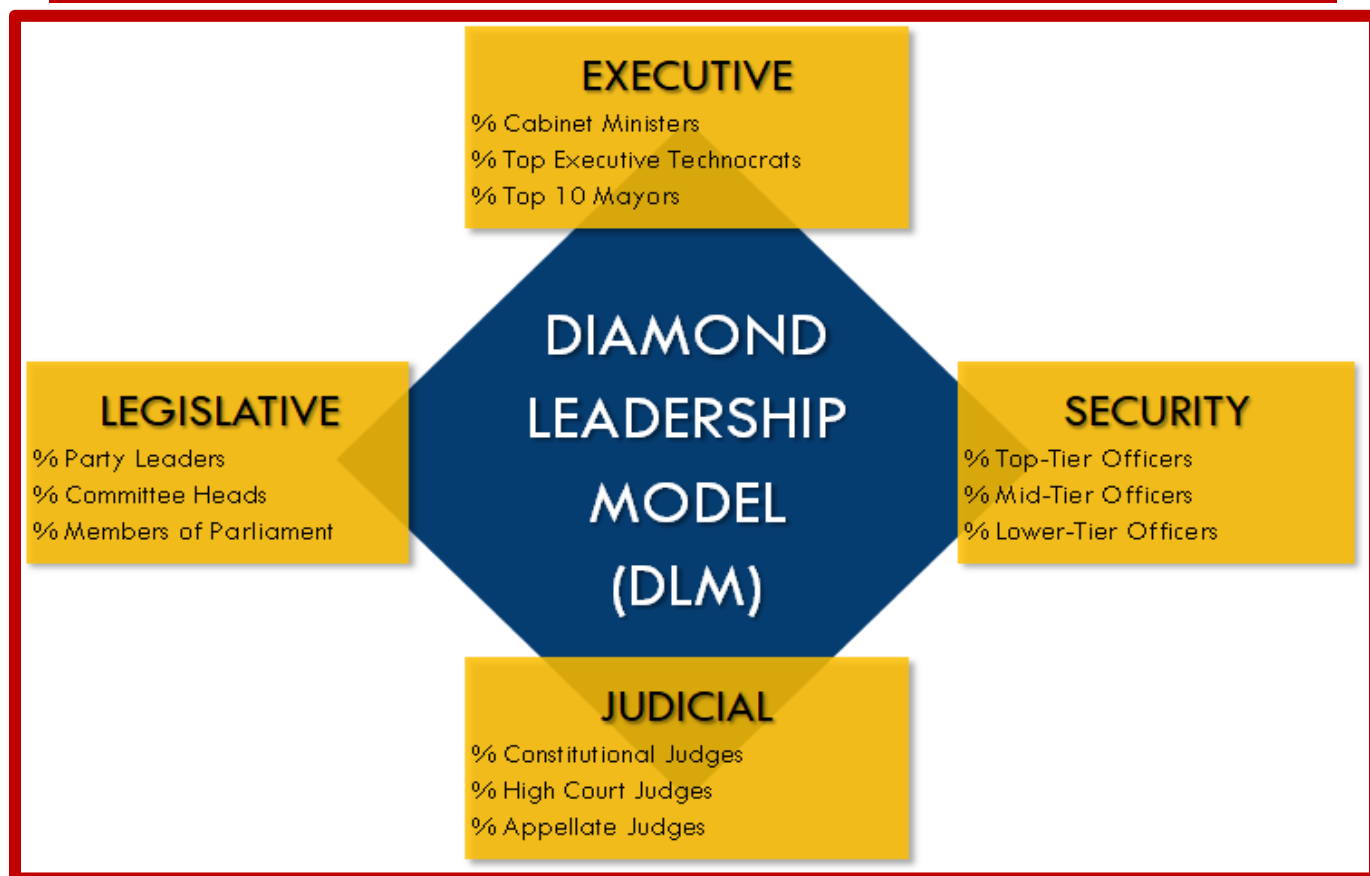 EXECUTIVE
% Cabinet Ministers
% Top Executive Technocrats
% Top 10 Mayors
DIAMOND
LEADERSHIP
MODEL
(DLM)
LEGISLATIVE
% Party Leaders
% Committee Heads
% Members of Parliament
SECURITY
% Top-Tier Officers
% Mid-Tier Officers
% Lower-Tier Officers
JUDICIAL
% Constitutional Judges
% High Court Judges
% Appellate Judges